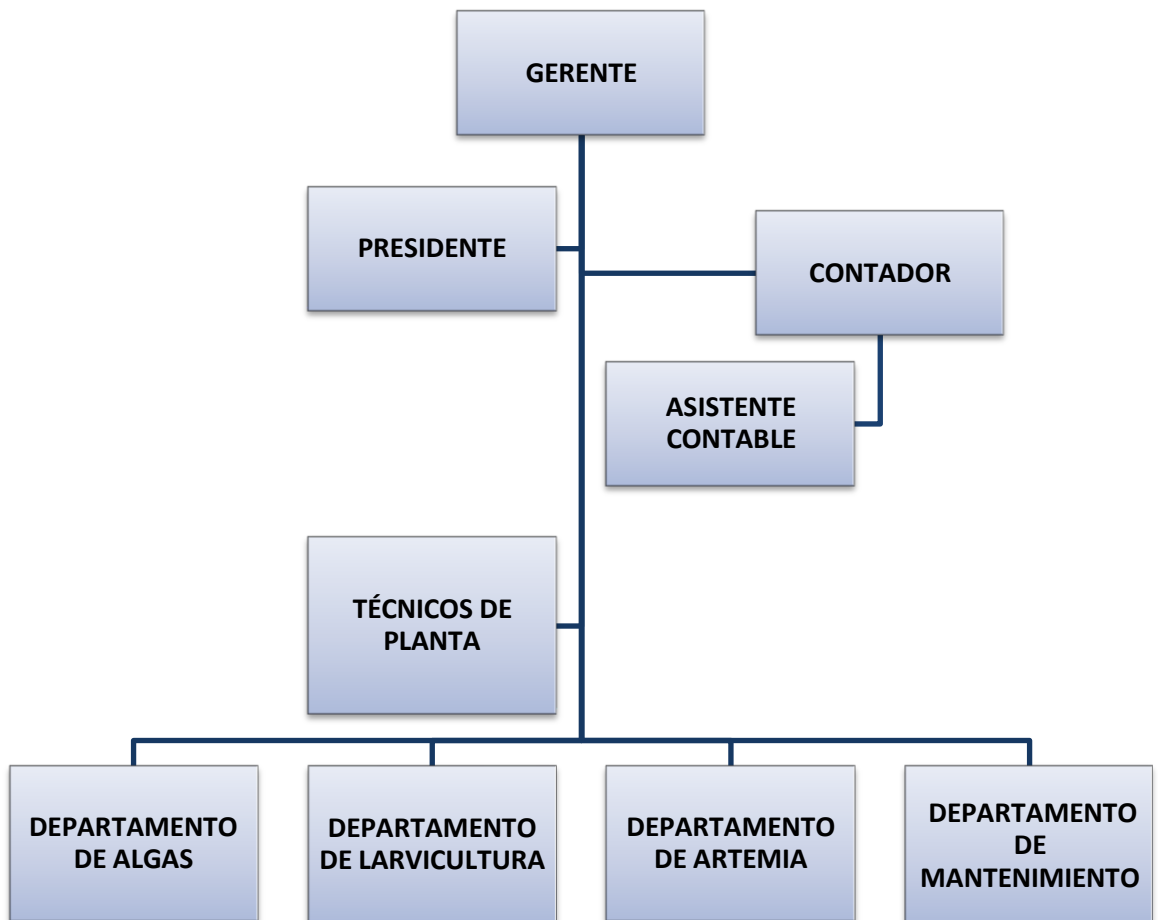 GERENTE
PRESIDENTE
CONTADOR
ASISTENTE
CONTABLE
TÉCNICOS DE
PLANTA
DEPARTAMENTO
DE ALGAS
DEPARTAMENTO
DE LARVICULTURA
DEPARTAMENTO
DE ARTEMIA
DEPARTAMENTO
DE
MANTENIMIENTO